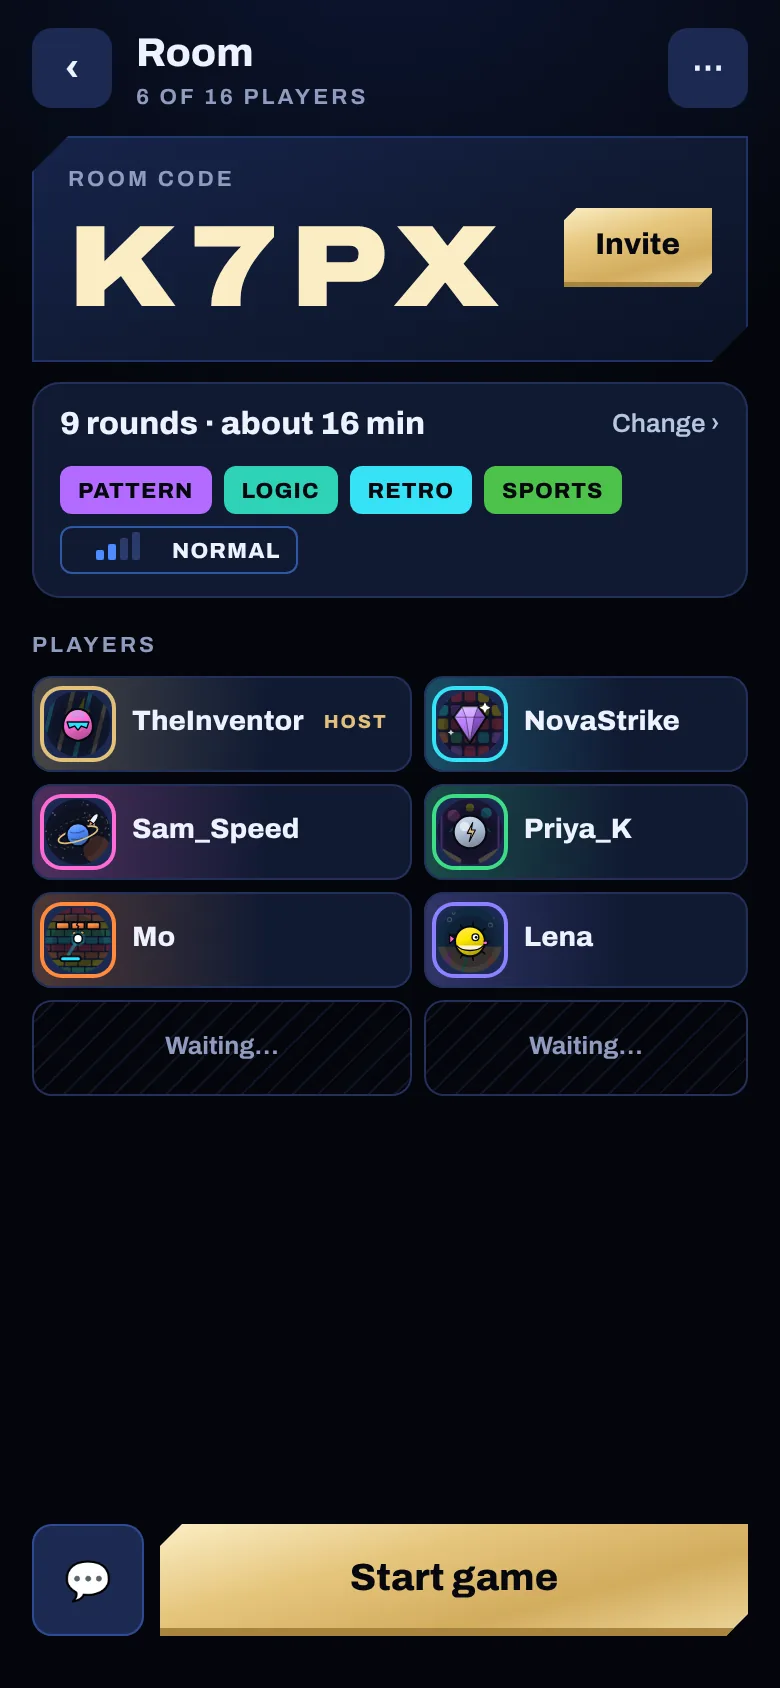 Room
6 OF 16 PLAYERS
ROOM CODE
K7PX
Invite
9 rounds · about 16 min
Change ›
PATTERN
LOGIC
RETRO
SPORTS
NORMAL
PLAYERS
TheInventor HOST
NovaStrike
Sam_Speed
Priya_K
Mo
Lena
Waiting...
Waiting...
Start game